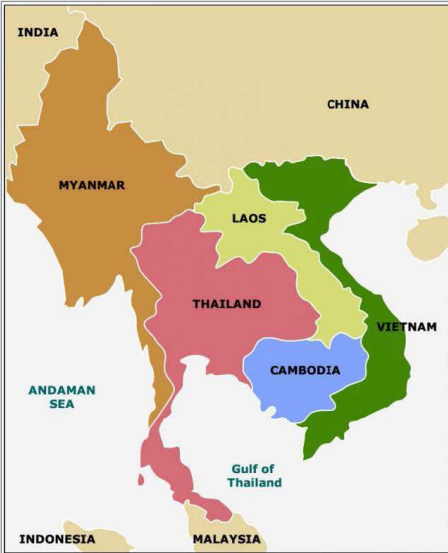 INDIA
CHINA
MYANMAR
LAOS
THAILAND
VIETNAM
CAMBODIA
ANDAMAN
SEA
Gulf of
Thailand
INDONESIA
MALAYSIA